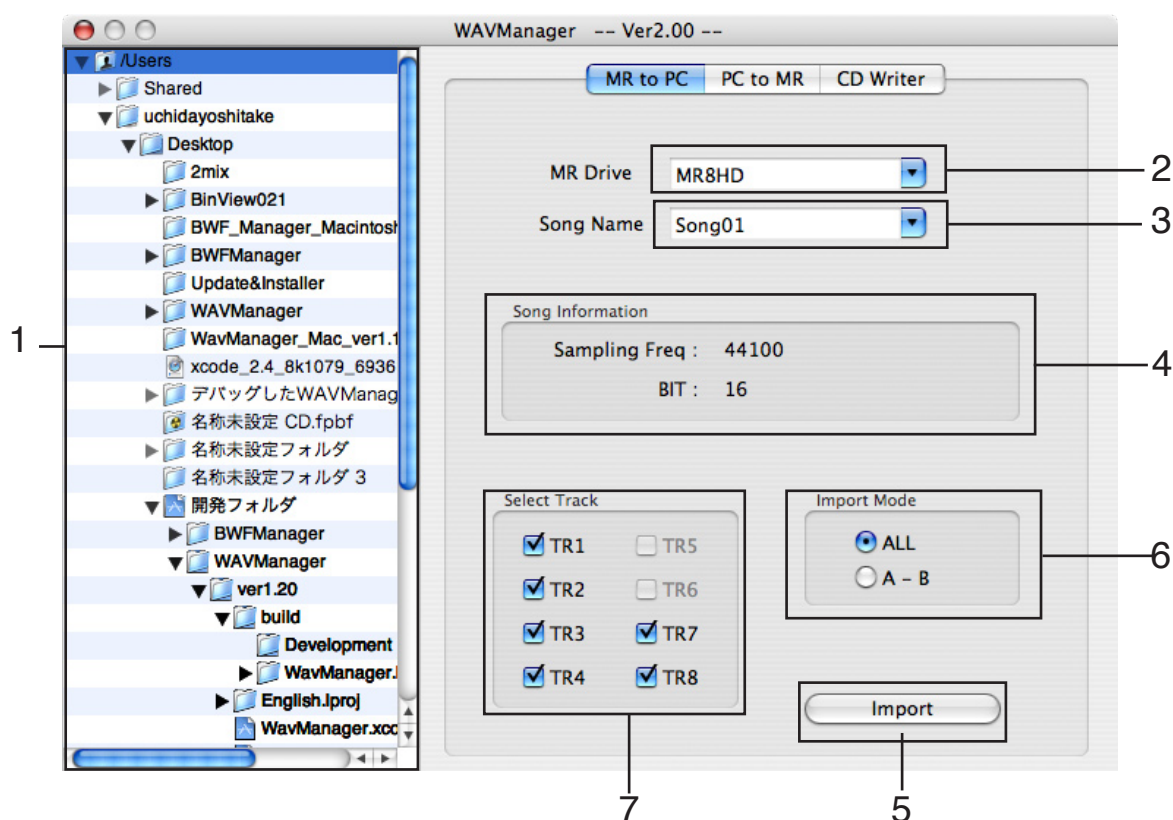 WAVManager -- Ver2.00 --
/Users
Shared
uchidayoshitake
Desktop
2mix
BinView021
BWF_Manager_Macintosh
BWFManager
Update&Installer
WAVManager
WavManager_Mac_ver1.1
xcode_2.4_8k1079_6936
デバッグしたWAVManag
名称未設定 CD.fpbf
名称未設定フォルダ
名称未設定フォルダ 3
開発フォルダ
BWFManager
WAVManager
ver1.20
build
Development
WavManager.
English.lproj
WavManager.xco
1
MR to PC PC to MR CD Writer
MR Drive MR8HD
2
Song Name Song01
3
Song Information
Sampling Freq : 44100
BIT : 16
4
Select Track
TR1 TR5
TR2 TR6
TR3 TR7
TR4 TR8
7
Import Mode
ALL
A – B
6
Import
5